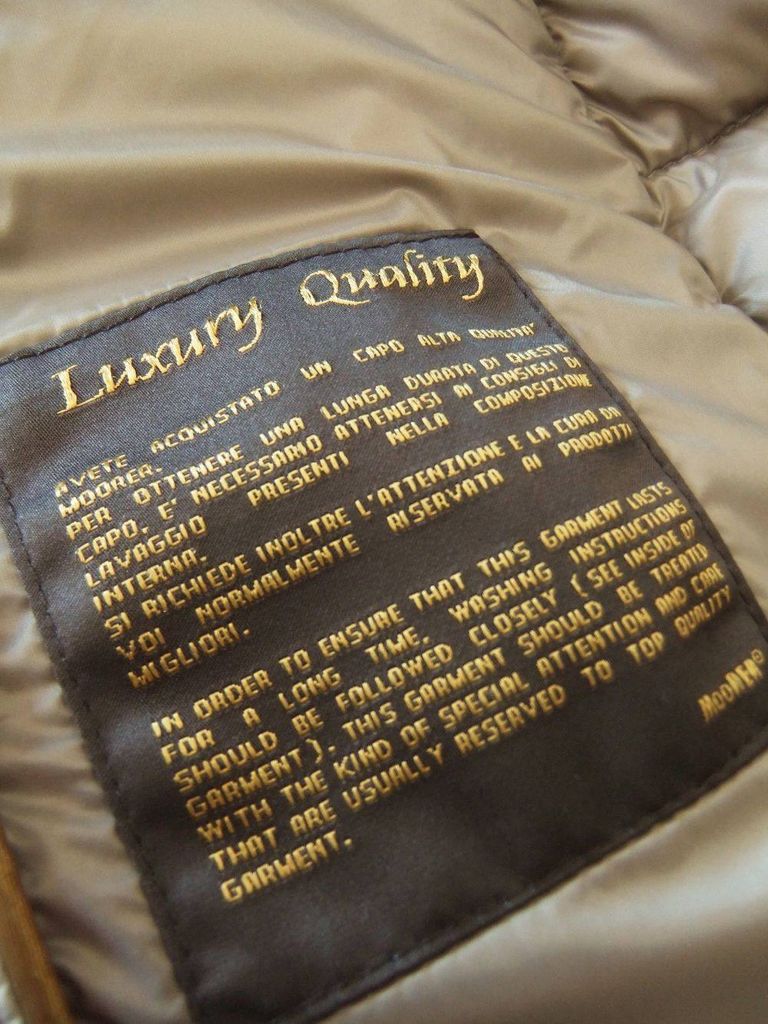 Luxury Quality
AVETE ACQUISTATO UN CAPO ALTA QUALITA'
MOORER.
PER OTTENERE UNA LUNGA DURATA DI QUESTO
CAPO, E' NECESSARIO ATTENERSI AI CONSIGLI DI
LAVAGGIO PRESENTI NELLA COMPOSIZIONE
INTERNA.
SI RICHIEDE INOLTRE L'ATTENZIONE E LA CURA DA
VOI NORMALMENTE RISERVATA AI PRODOTTI
MIGLIORI.
IN ORDER TO ENSURE THAT THIS GARMENT LASTS
FOR A LONG TIME, WASHING INSTRUCTIONS
SHOULD BE FOLLOWED CLOSELY (SEE INSIDE OF
GARMENT). THIS GARMENT SHOULD BE TREATED
WITH THE KIND OF SPECIAL ATTENTION AND CARE
THAT ARE USUALLY RESERVED TO TOP QUALITY
GARMENT.
MOORER®